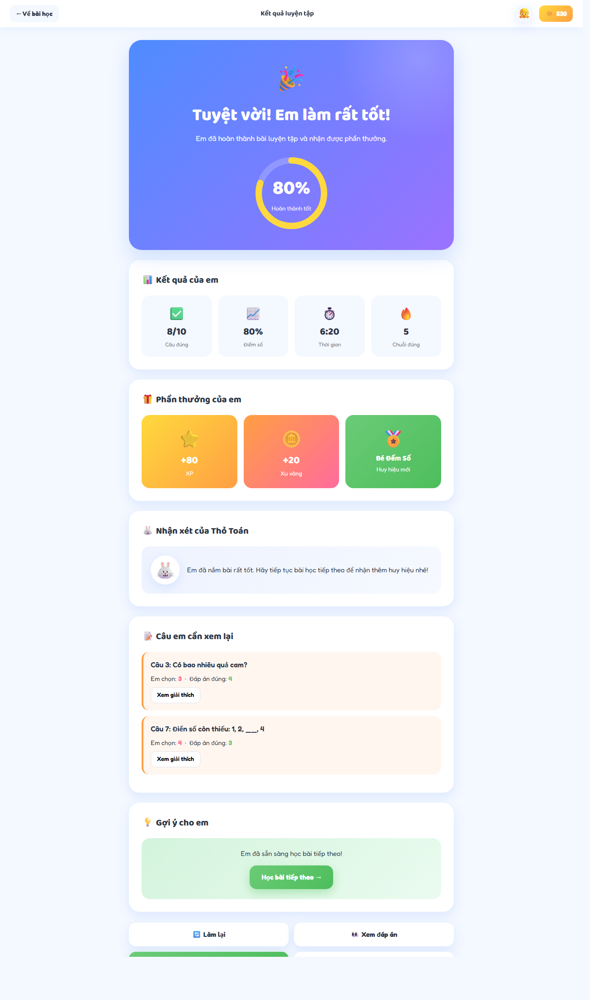 ←Về bài học
Kết quả luyện tập
530
Tuyệt vời! Em làm rất tốt!
Em đã hoàn thành bài luyện tập và nhận được phần thưởng.
80%
Hoàn thành tốt
Kết quả của em
8/10
Câu đúng
80%
Điểm số
6:20
Thời gian
5
Chuỗi đúng
Phần thưởng của em
+80
XP
+20
Xu vàng
Bé Đếm Số
Huy hiệu mới
Nhận xét của Thỏ Toán
Em đã nắm bài rất tốt. Hãy tiếp tục bài học tiếp theo để nhận thêm huy hiệu nhé!
Câu em cần xem lại
Câu 3: Có bao nhiêu quả cam?
Em chọn: 3 · Đáp án đúng: 4
Xem giải thích
Câu 7: Điền số còn thiếu: 1, 2, ___, 4
Em chọn: 4 · Đáp án đúng: 3
Xem giải thích
Gợi ý cho em
Em đã sẵn sàng học bài tiếp theo!
Học bài tiếp theo →
Làm lại
Xem đáp án